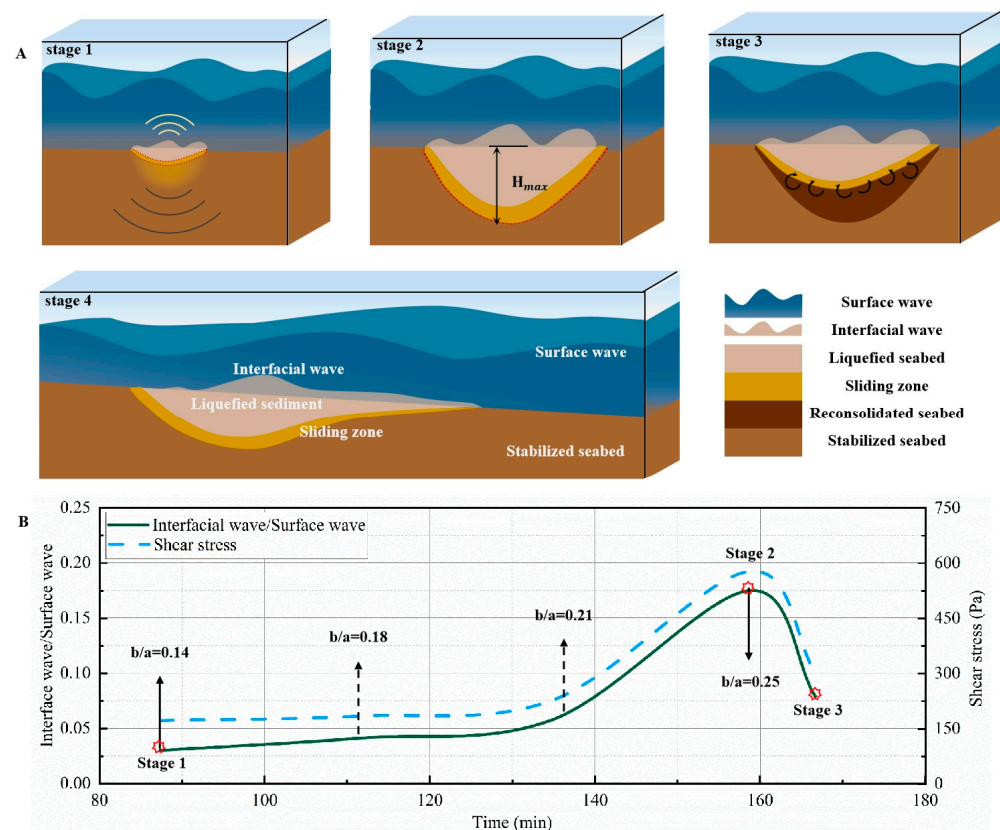 A
stage 1
stage 2
stage 3
Hmax
stage 4
Surface wave
Interfacial wave
Liquefied sediment
Sliding zone
Stabilized seabed
Surface wave
Interfacial wave
Liquefied seabed
Sliding zone
Reconsolidated seabed
Stabilized seabed
B
Interfacial wave/Surface wave
Shear stress
0.25
0.20
0.15
0.10
0.05
0.00
Interface wave/Surface wave
b/a=0.14
b/a=0.18
b/a=0.21
Stage 2
b/a=0.25
Stage 1
Stage 3
750
600
450
300
150
0
Shear stress (Pa)
80
100
120
140
160
180
Time (min)